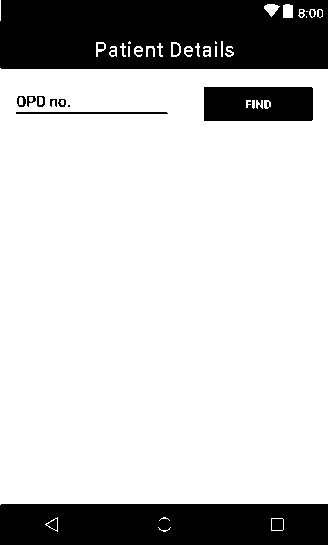 8:00
Patient Details
OPD no.
FIND